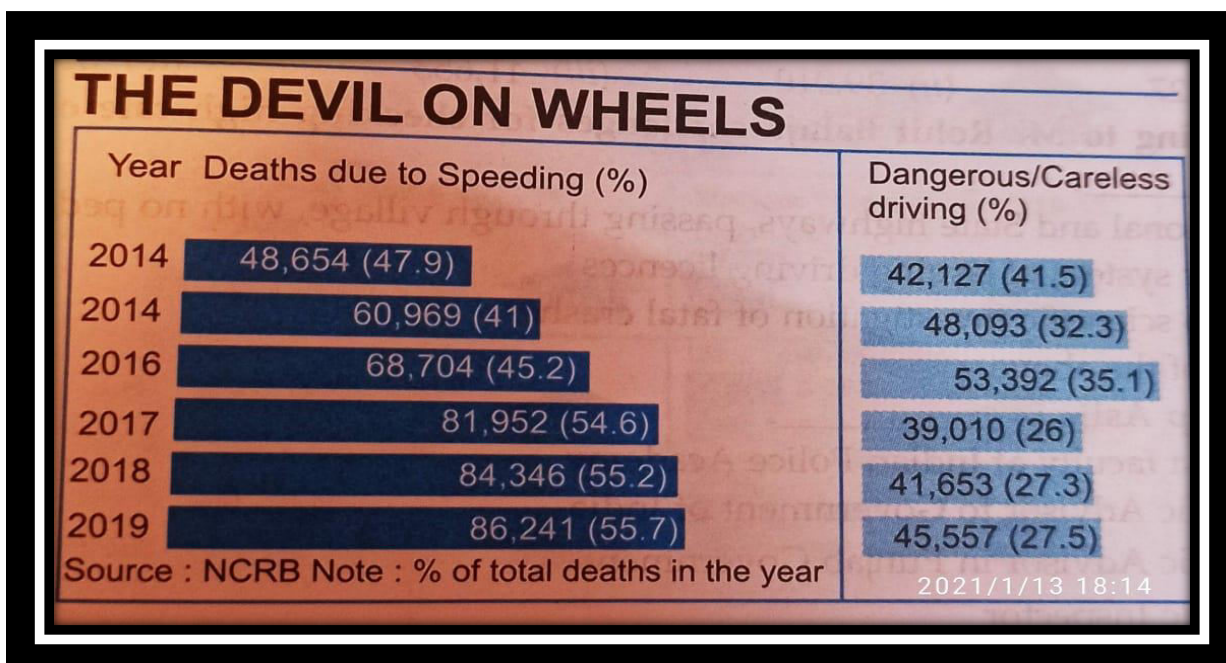 THE DEVIL ON WHEELS
Year Deaths due to Speeding (%)
Dangerous/Careless
driving (%)
2014 48,654 (47.9) 42,127 (41.5)
2014 60,969 (41) 48,093 (32.3)
2016 68,704 (45.2) 53,392 (35.1)
2017 81,952 (54.6) 39,010 (26)
2018 84,346 (55.2) 41,653 (27.3)
2019 86,241 (55.7) 45,557 (27.5)
Source : NCRB Note : % of total deaths in the year
2021/1/13 18:14